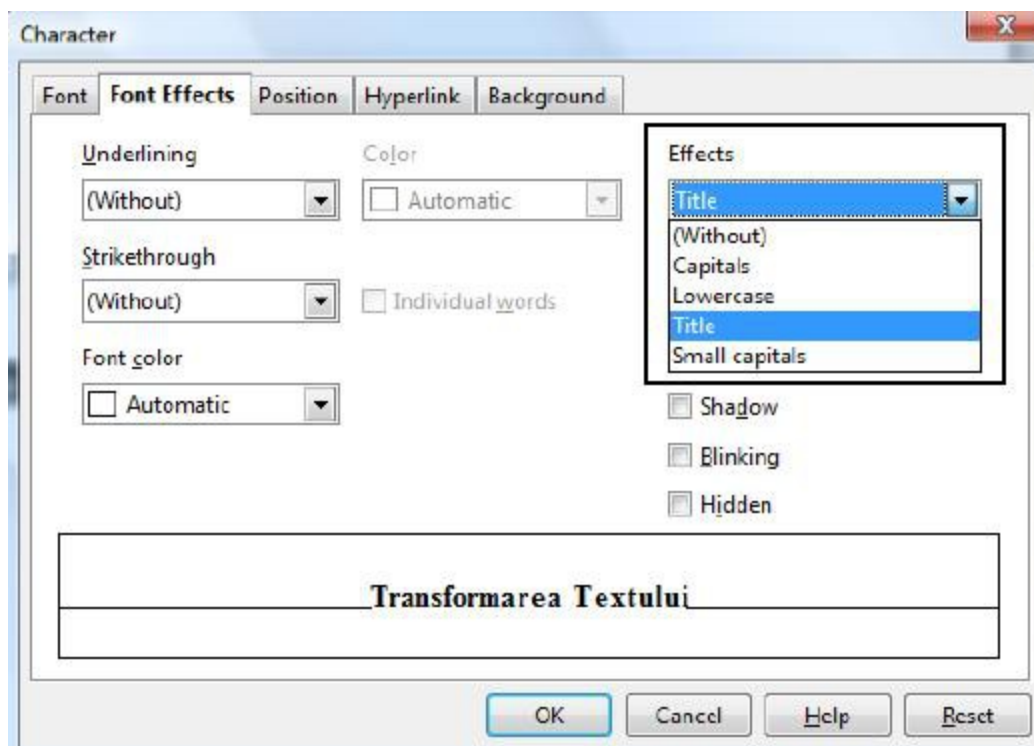 Character
X
Font Font Effects Position Hyperlink Background
Underlining Color Effects
(Without) Automatic Title
(Without)
Capitals
Lowercase
Title
Small capitals
Strikethrough
(Without) Individual words
Font color
Automatic
Shadow
Blinking
Hidden
Transformarea Textului
OK Cancel Help Reset